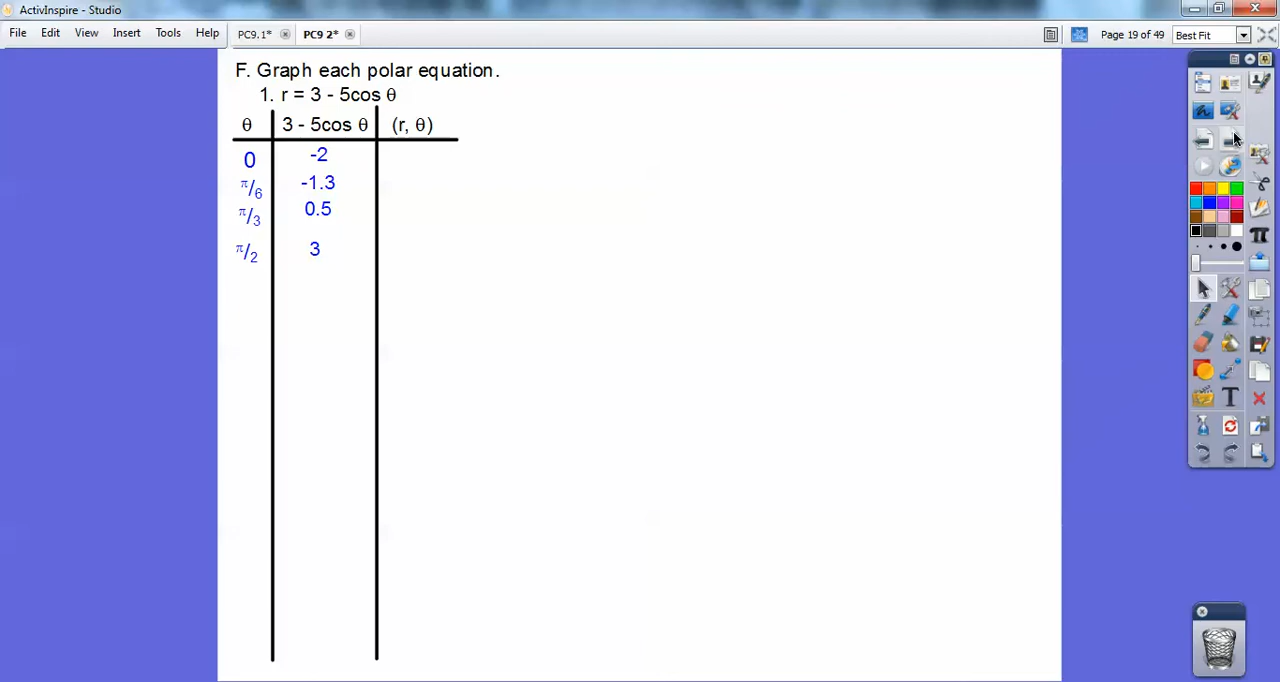 ActivInspire - Studio
File Edit View Insert Tools Help
PC9.1* PC9 2* Page 19 of 49 Best Fit
F. Graph each polar equation.
1. r = 3 - 5cos θ
θ 3 - 5cos θ (r, θ)
0 -2
π/6 -1.3
π/3 0.5
π/2 3